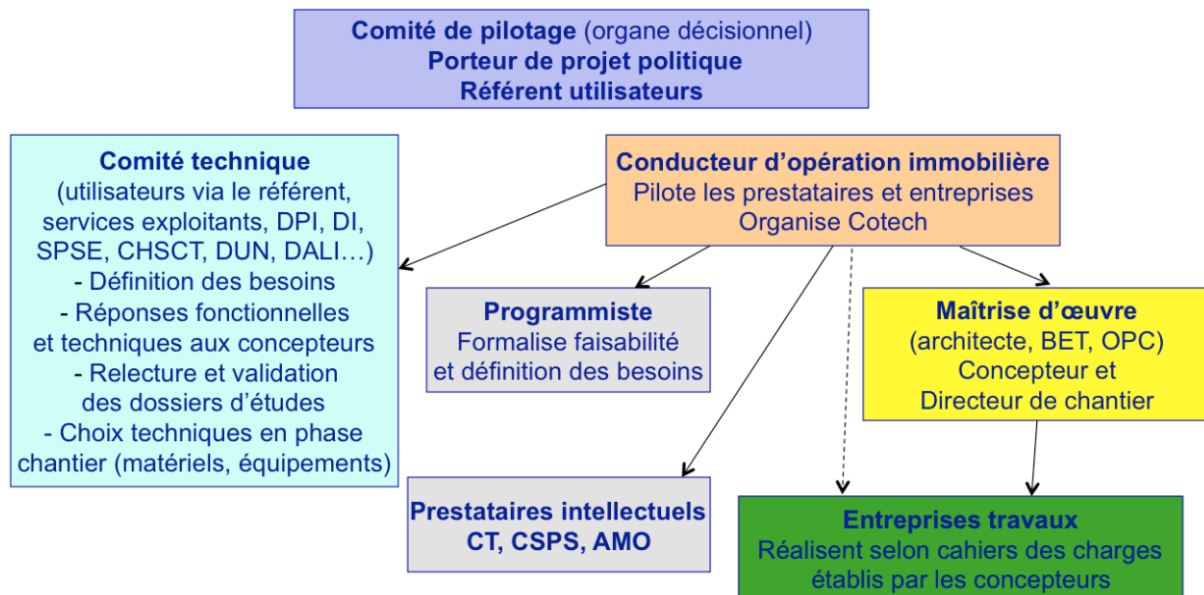 Comité de pilotage (organe décisionnel)
Porteur de projet politique
Référent utilisateurs
Comité technique
(utilisateurs via le référent,
services exploitants, DPI, DI,
SPSE, CHSCT, DUN, DALI…)
- Définition des besoins
- Réponses fonctionnelles
et techniques aux concepteurs
- Relecture et validation
des dossiers d’études
- Choix techniques en phase
chantier (matériels, équipements)
Conducteur d’opération immobilière
Pilote les prestataires et entreprises
Organise Cotech
Programmiste
Formalise faisabilité
et définition des besoins
Maîtrise d’œuvre
(architecte, BET, OPC)
Concepteur et
Directeur de chantier
Prestataires intellectuels
CT, CSPS, AMO
Entreprises travaux
Réalisent selon cahiers des charges
établis par les concepteurs